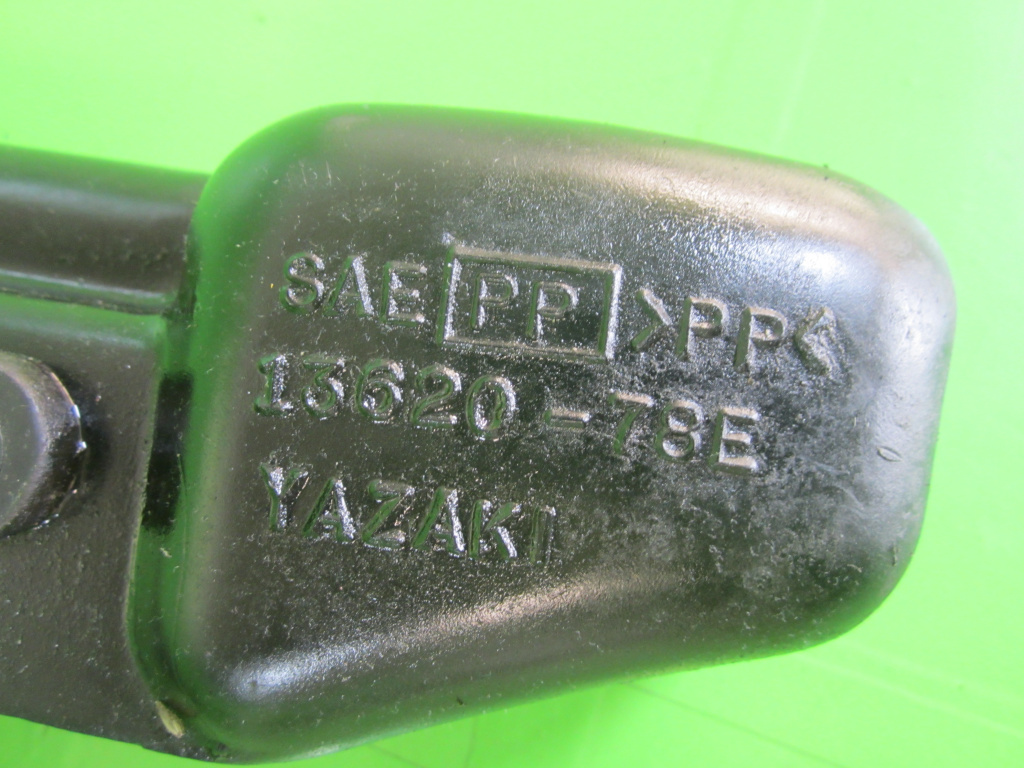 SAE PP >PP<
13620-78E
YAZAKI